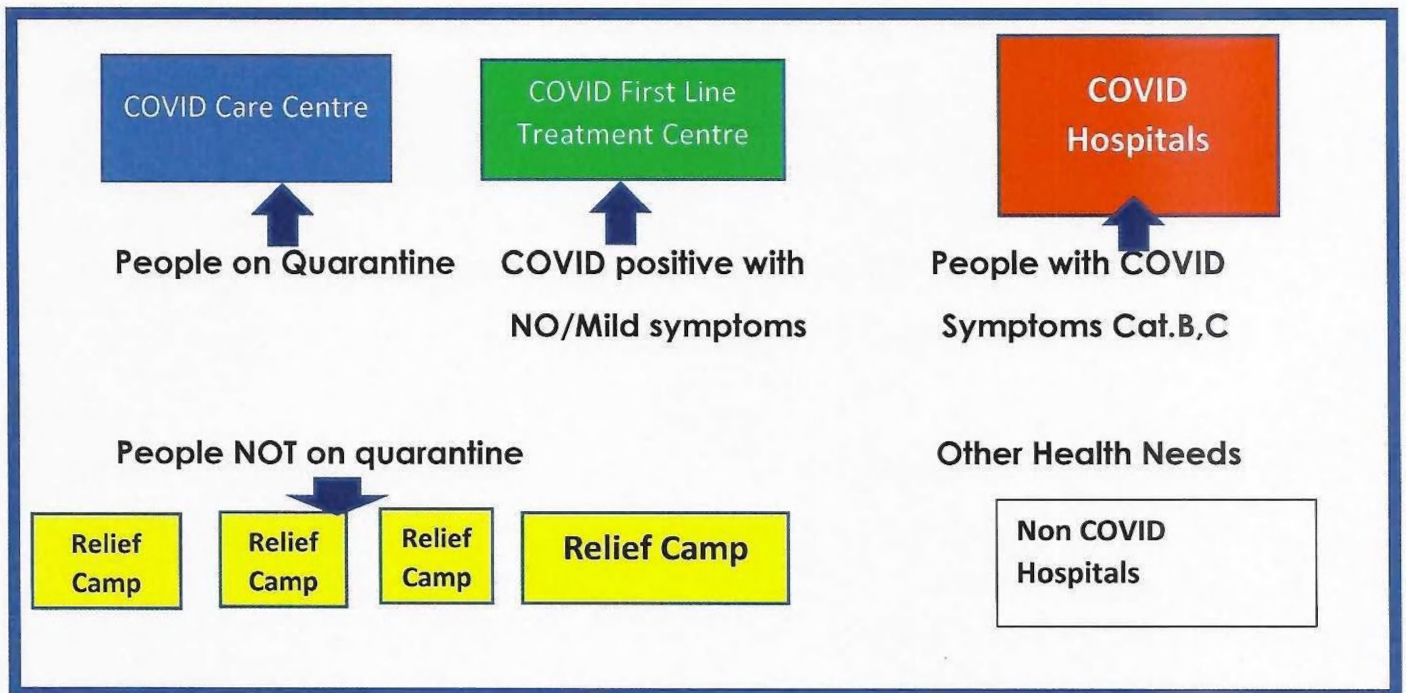 COVID Care Centre
COVID First Line
Treatment Centre
COVID
Hospitals
People on Quarantine
COVID positive with
NO/Mild symptoms
People with COVID
Symptoms Cat.B,C
People NOT on quarantine
Other Health Needs
Relief
Camp
Relief
Camp
Relief
Camp
Relief Camp
Non COVID
Hospitals